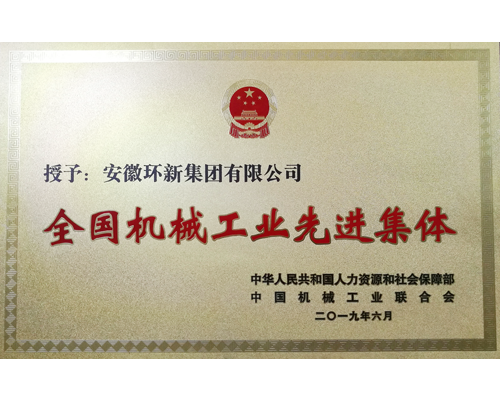 授予：安徽环新集团有限公司
全国机械工业先进集体
中华人民共和国人力资源和社会保障部
中国机械工业联合会
二〇一九年六月